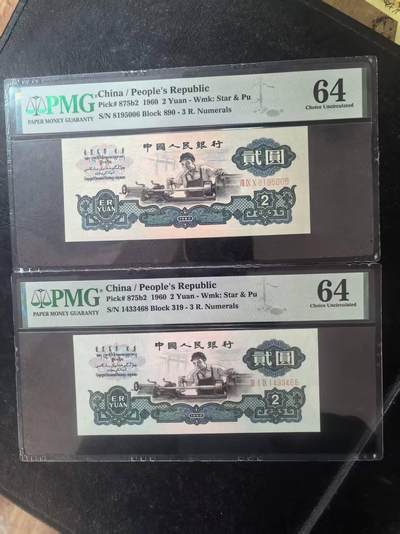 PMG
PAPER MONEY GUARANTY
China / People's Republic
Pick# 875b2 1960 2 Yuan - Wmk: Star & Pu
S/N 8195006 Block 890 - 3 R. Numerals
64
Choice Uncirculated
中國人民銀行
貳圓
8195006
ER
YUAN
2
PMG
PAPER MONEY GUARANTY
China / People's Republic
Pick# 875b2 1960 2 Yuan - Wmk: Star & Pu
S/N 1433468 Block 319 - 3 R. Numerals
64
Choice Uncirculated
中國人民銀行
貳圓
1433468
ER
YUAN
2